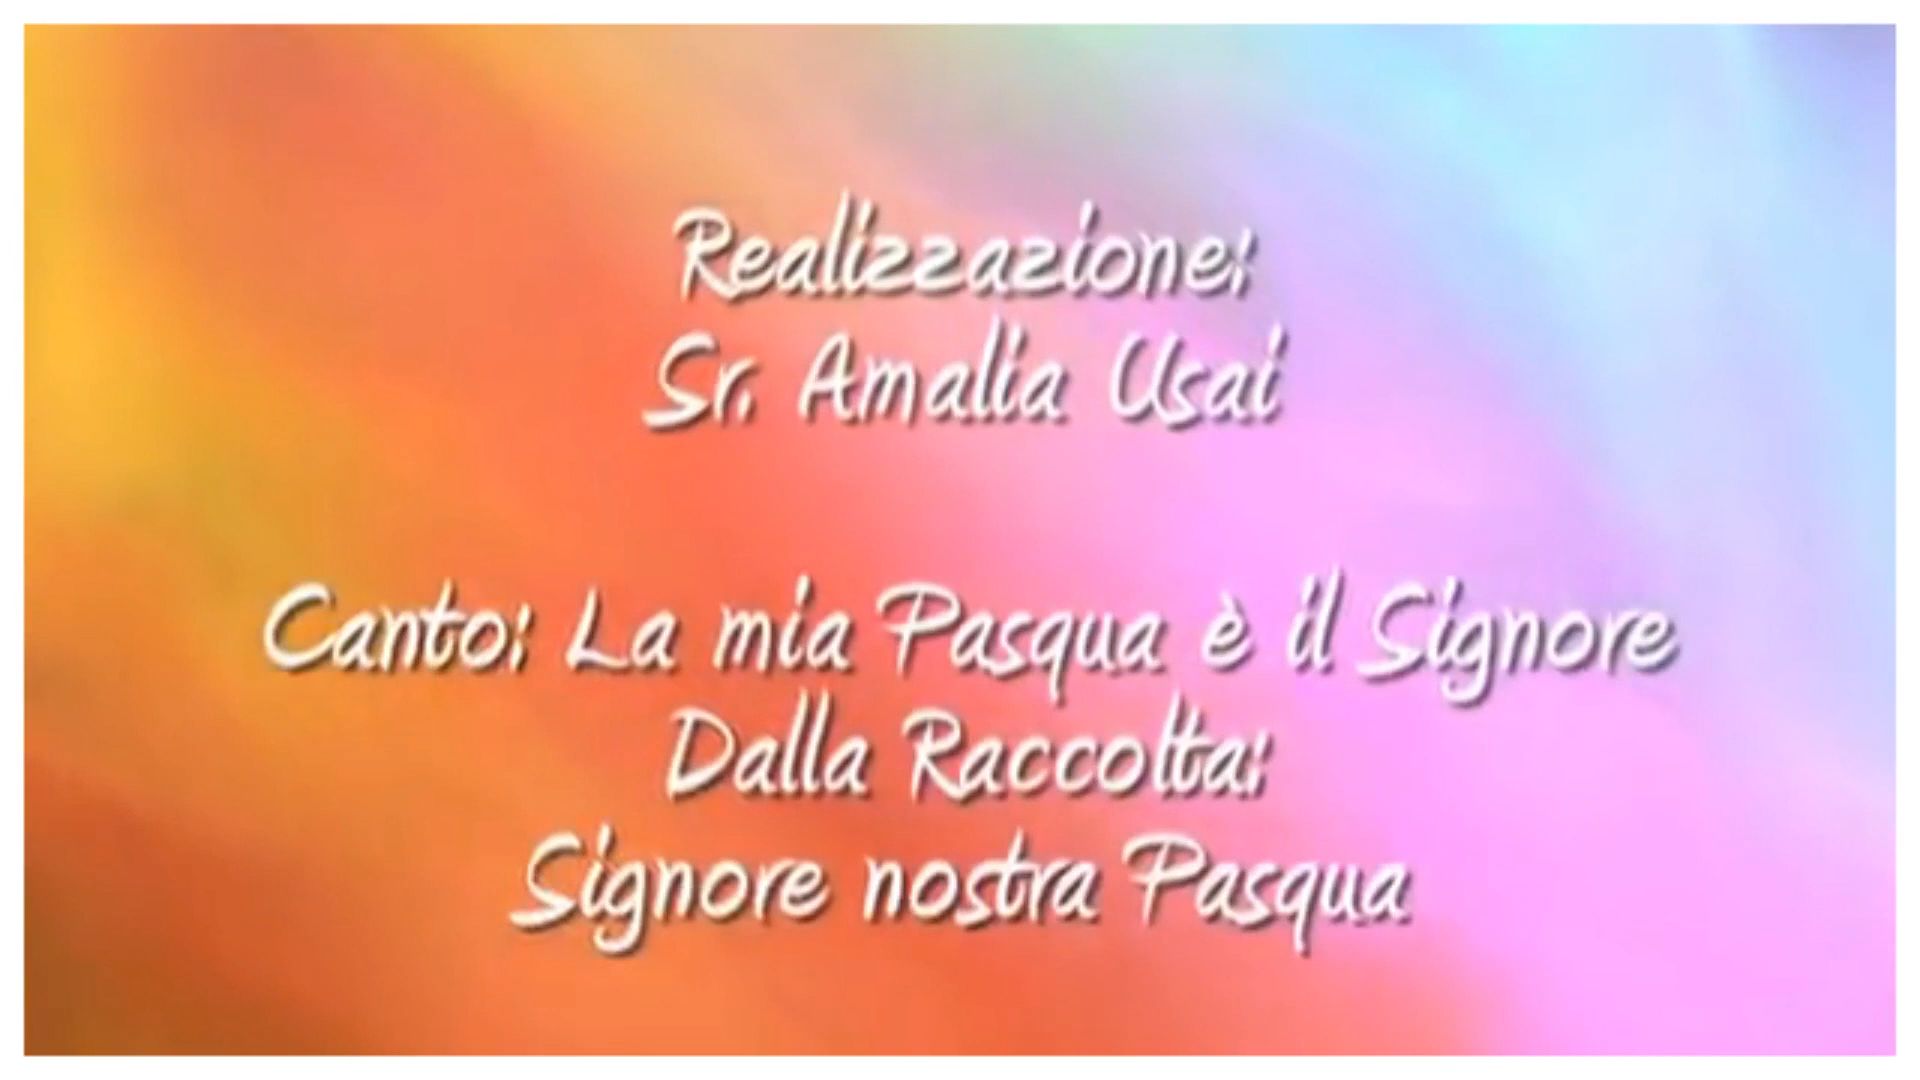 Realizzazione:
Sr. Amalia Usai
Canto: La mia Pasqua è il Signore
Dalla Raccolta:
Signore nostra Pasqua